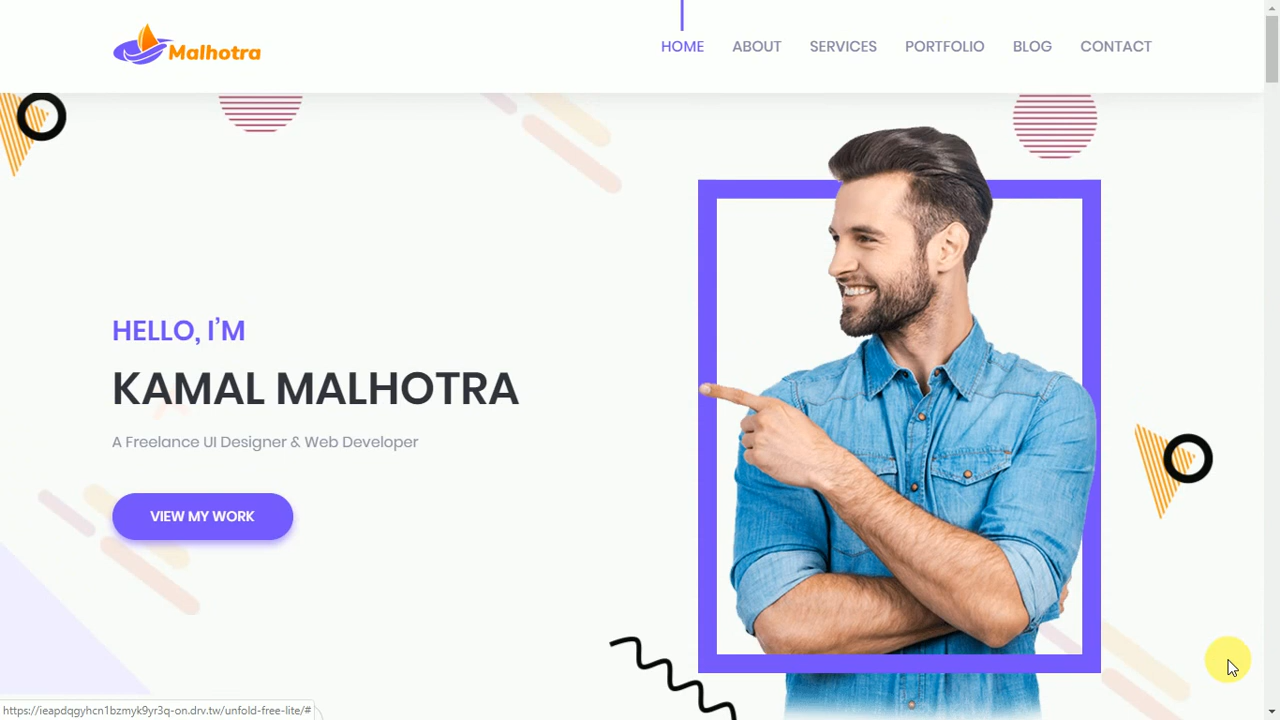 Malhotra
HOME ABOUT SERVICES PORTFOLIO BLOG CONTACT
HELLO, I’M
KAMAL MALHOTRA
A Freelance UI Designer & Web Developer
VIEW MY WORK
https://ieapdqgyhcn1bzmyk9yr3q-on.drv.tw/unfold-free-lite/#